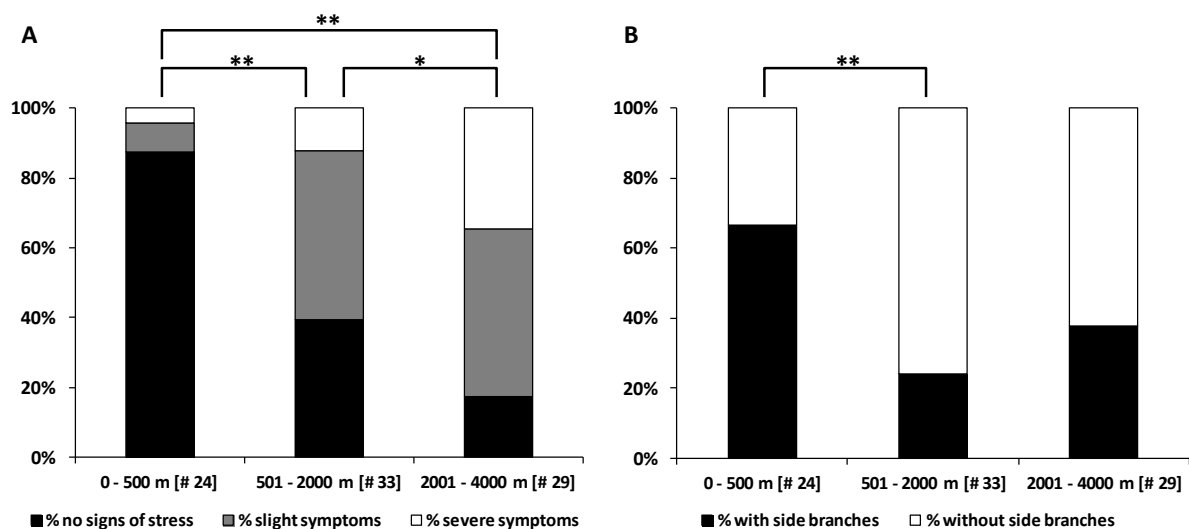 A
**
**
*
100%
80%
60%
40%
20%
0%
0 - 500 m [# 24] 501 - 2000 m [# 33] 2001 - 4000 m [# 29]
% no signs of stress % slight symptoms % severe symptoms
B
**
100%
80%
60%
40%
20%
0%
0 - 500 m [# 24] 501 - 2000 m [# 33] 2001 - 4000 m [# 29]
% with side branches % without side branches